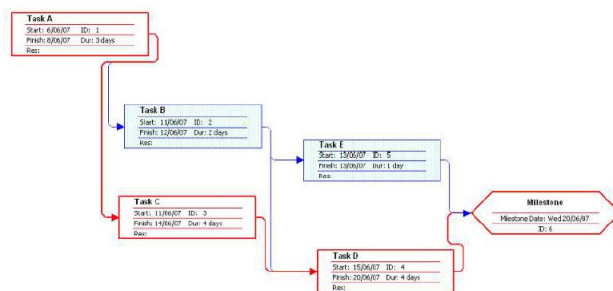 Task A
Start: 6/06/07 ID: 1
Finish: 8/06/07 Dur: 3 days
Res:
Task B
Start: 11/06/07 ID: 2
Finish: 12/06/07 Dur: 2 days
Res:
Task E
Start: 13/06/07 ID: 5
Finish: 13/06/07 Dur: 1 day
Res:
Task C
Start: 11/06/07 ID: 3
Finish: 14/06/07 Dur: 4 days
Res:
Milestone
Milestone Date: Wed 20/06/07
ID: 6
Task D
Start: 15/06/07 ID: 4
Finish: 20/06/07 Dur: 4 days
Res: